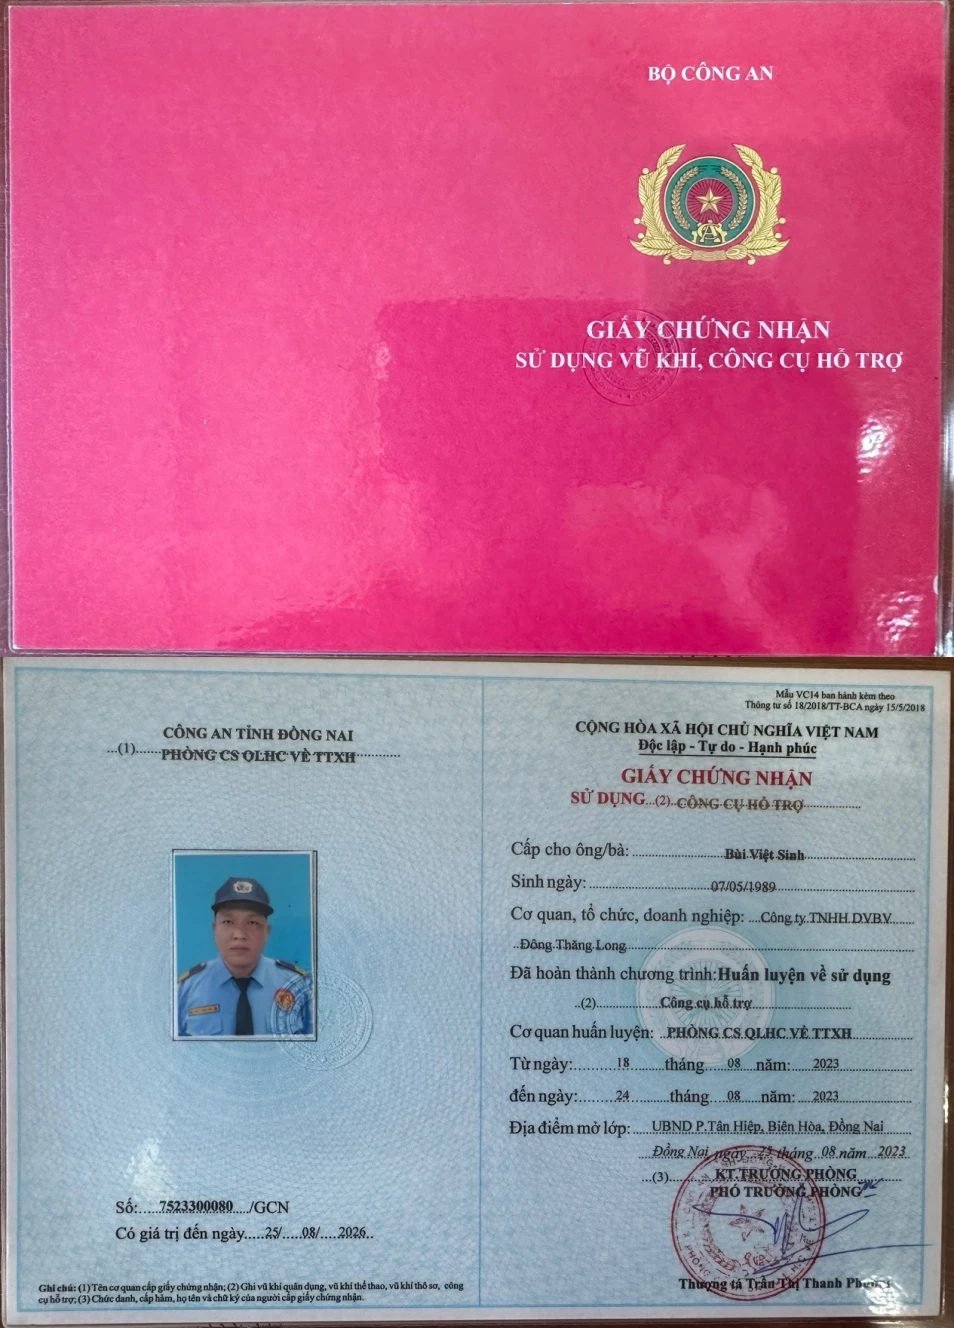 BỘ CÔNG AN
GIẤY CHỨNG NHẬN
SỬ DỤNG VŨ KHÍ, CÔNG CỤ HỖ TRỢ
CÔNG AN TỈNH ĐỒNG NAI
...(1)...PHÒNG CS QLHC VỀ TTXH...
Số:...7523300080.../GCN
Có giá trị đến ngày...25/...08/...2026..
Ghi chú: (1) Tên cơ quan cấp giấy chứng nhận; (2) Ghi vũ khí quân dụng, vũ khí thể thao, vũ khí thô sơ, công
cụ hỗ trợ; (3) Chức danh, cấp hàm, họ tên và chữ ký của người cấp giấy chứng nhận.
Mẫu VC14 ban hành kèm theo
Thông tư số 18/2018/TT-BCA ngày 15/5/2018
CỘNG HÒA XÃ HỘI CHỦ NGHĨA VIỆT NAM
Độc lập - Tự do - Hạnh phúc
GIẤY CHỨNG NHẬN
SỬ DỤNG...(2)...CÔNG CỤ HỖ TRỢ...
Cấp cho ông/bà:...Bùi Việt Sinh...
Sinh ngày:...07/05/1989...
Cơ quan, tổ chức, doanh nghiệp:...Công ty TNHH DVBV...
..Đông Thăng Long...
Đã hoàn thành chương trình:Huấn luyện về sử dụng
..(2)...Công cụ hỗ trợ...
Cơ quan huấn luyện:...PHÒNG CS QLHC VỀ TTXH
Từ ngày:...18...tháng...08...năm:...2023...
đến ngày:...24...tháng...08...năm:...2023...
Địa điểm mở lớp:...UBND P.Tân Hiệp, Biên Hòa, Đồng Nai
...Đồng Nai, ngày...25 tháng...08 năm...2023...
...(3)...KT.TRƯỞNG PHÒNG
PHÓ TRƯỞNG PHÒNG
Thượng tá Trần Thị Thanh